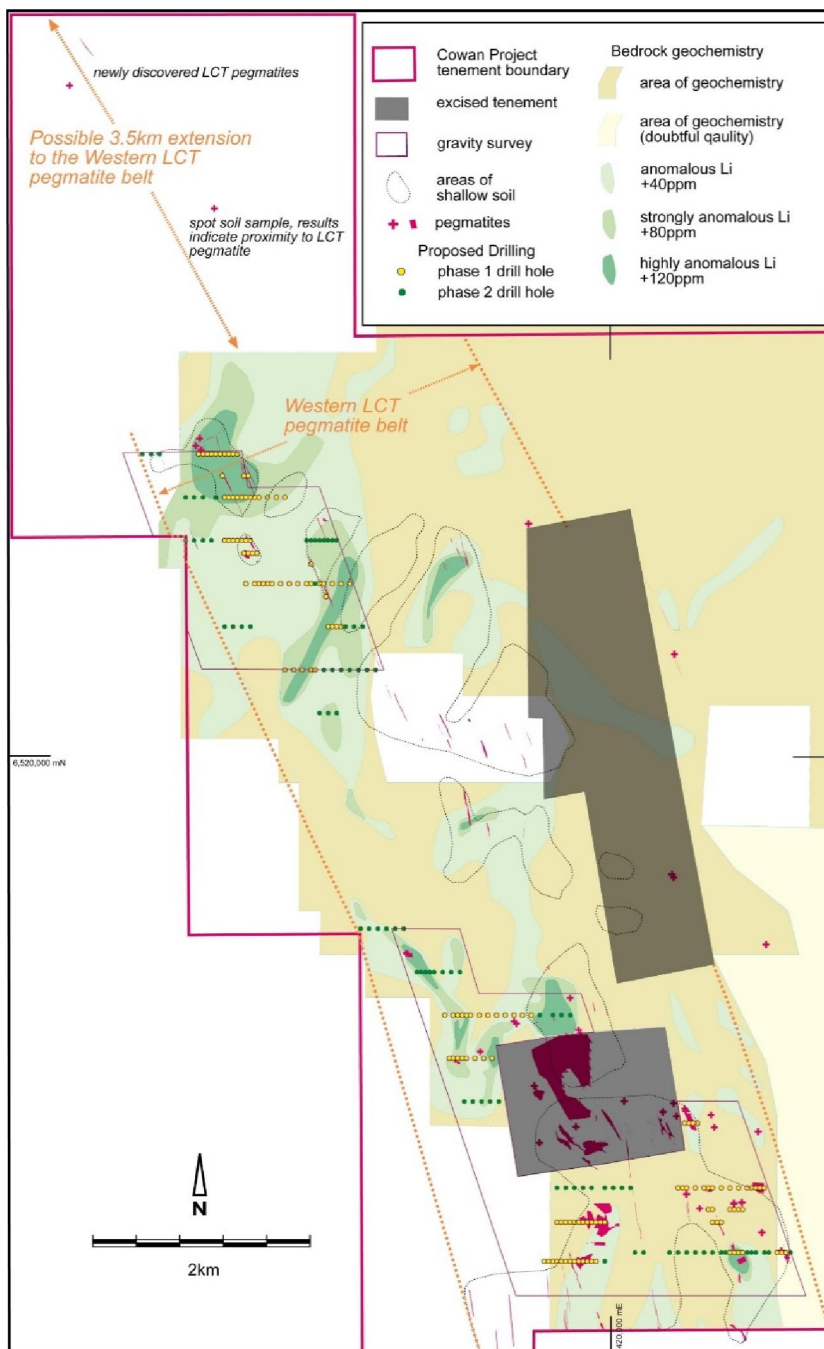 newly discovered LCT pegmatites
Possible 3.5km extension
to the Western LCT
pegmatite belt
spot soil sample, results
indicate proximity to LCT
pegmatite
Cowan Project
tenement boundary
excised tenement
gravity survey
areas of
shallow soil
pegmatites
Proposed Drilling
phase 1 drill hole
phase 2 drill hole
Bedrock geochemistry
area of geochemistry
area of geochemistry
(doubtful qaulity)
anomalous Li
+40ppm
strongly anomalous Li
+80ppm
highly anomalous Li
+120ppm
Western LCT
pegmatite belt
6,520,000 mN
N
2km
420,000 mE